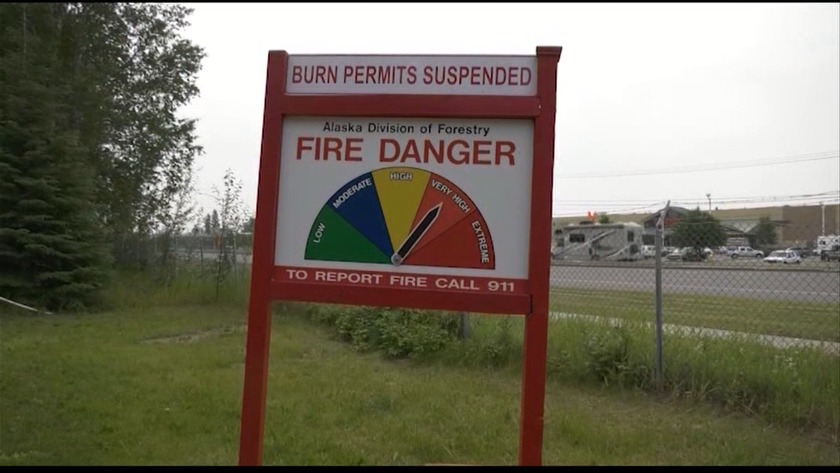 BURN PERMITS SUSPENDED
Alaska Division of Forestry
FIRE DANGER
LOW
MODERATE
HIGH
VERY HIGH
EXTREME
TO REPORT FIRE CALL 911